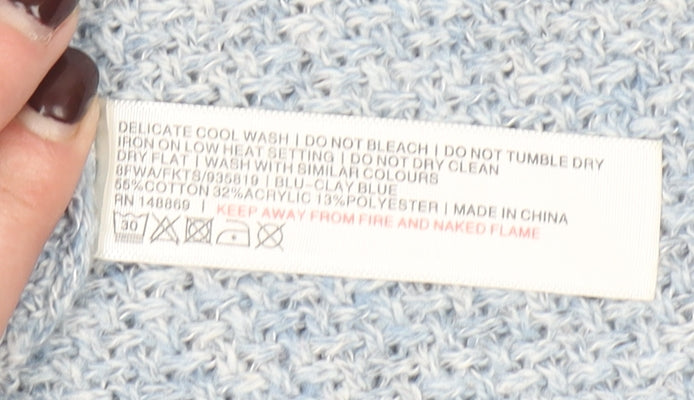 DELICATE COOL WASH | DO NOT BLEACH | DO NOT TUMBLE DRY
IRON ON LOW HEAT SETTING | DO NOT DRY CLEAN
DRY FLAT | WASH WITH SIMILAR COLOURS
8FWA/FKTS/935819 | BLU-CLAY BLUE
55%COTTON 32%ACRYLIC 13%POLYESTER | MADE IN CHINA
RN 148869 | KEEP AWAY FROM FIRE AND NAKED FLAME
30